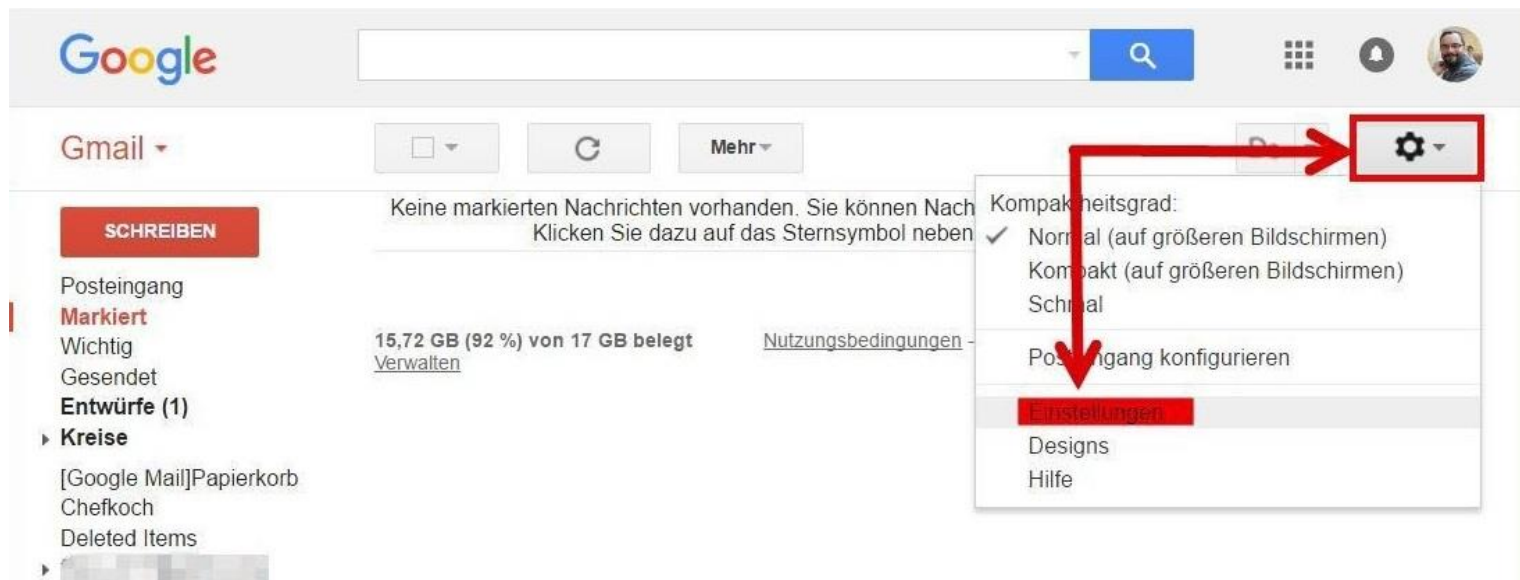 Google
Gmail
Mehr
SCHREIBEN
Posteingang
Markiert
Wichtig
Gesendet
Entwürfe (1)
Kreise
[Google Mail]Papierkorb
Chefkoch
Deleted Items
Keine markierten Nachrichten vorhanden. Sie können Nach
Klicken Sie dazu auf das Sternsymbol neben
15,72 GB (92 %) von 17 GB belegt
Verwalten
Nutzungsbedingungen -
Kompaktheitsgrad:
Normal (auf größeren Bildschirmen)
Kompakt (auf größeren Bildschirmen)
Schmal
Posteingang konfigurieren
Einstellungen
Designs
Hilfe